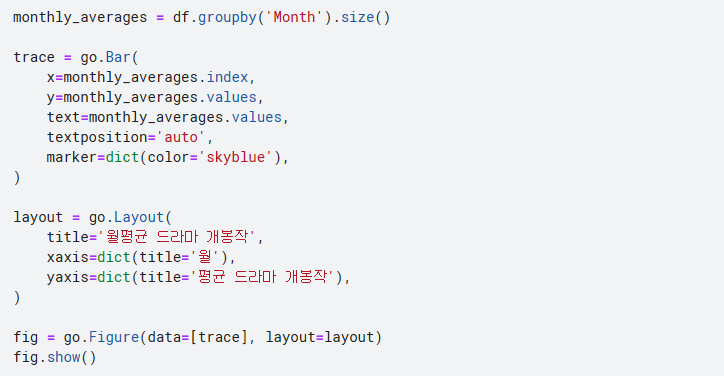 monthly_averages = df.groupby('Month').size()
trace = go.Bar(
    x=monthly_averages.index,
    y=monthly_averages.values,
    text=monthly_averages.values,
    textposition='auto',
    marker=dict(color='skyblue'),
)
layout = go.Layout(
    title='월평균 드라마 개봉작',
    xaxis=dict(title='월'),
    yaxis=dict(title='평균 드라마 개봉작'),
)
fig = go.Figure(data=[trace], layout=layout)
fig.show()